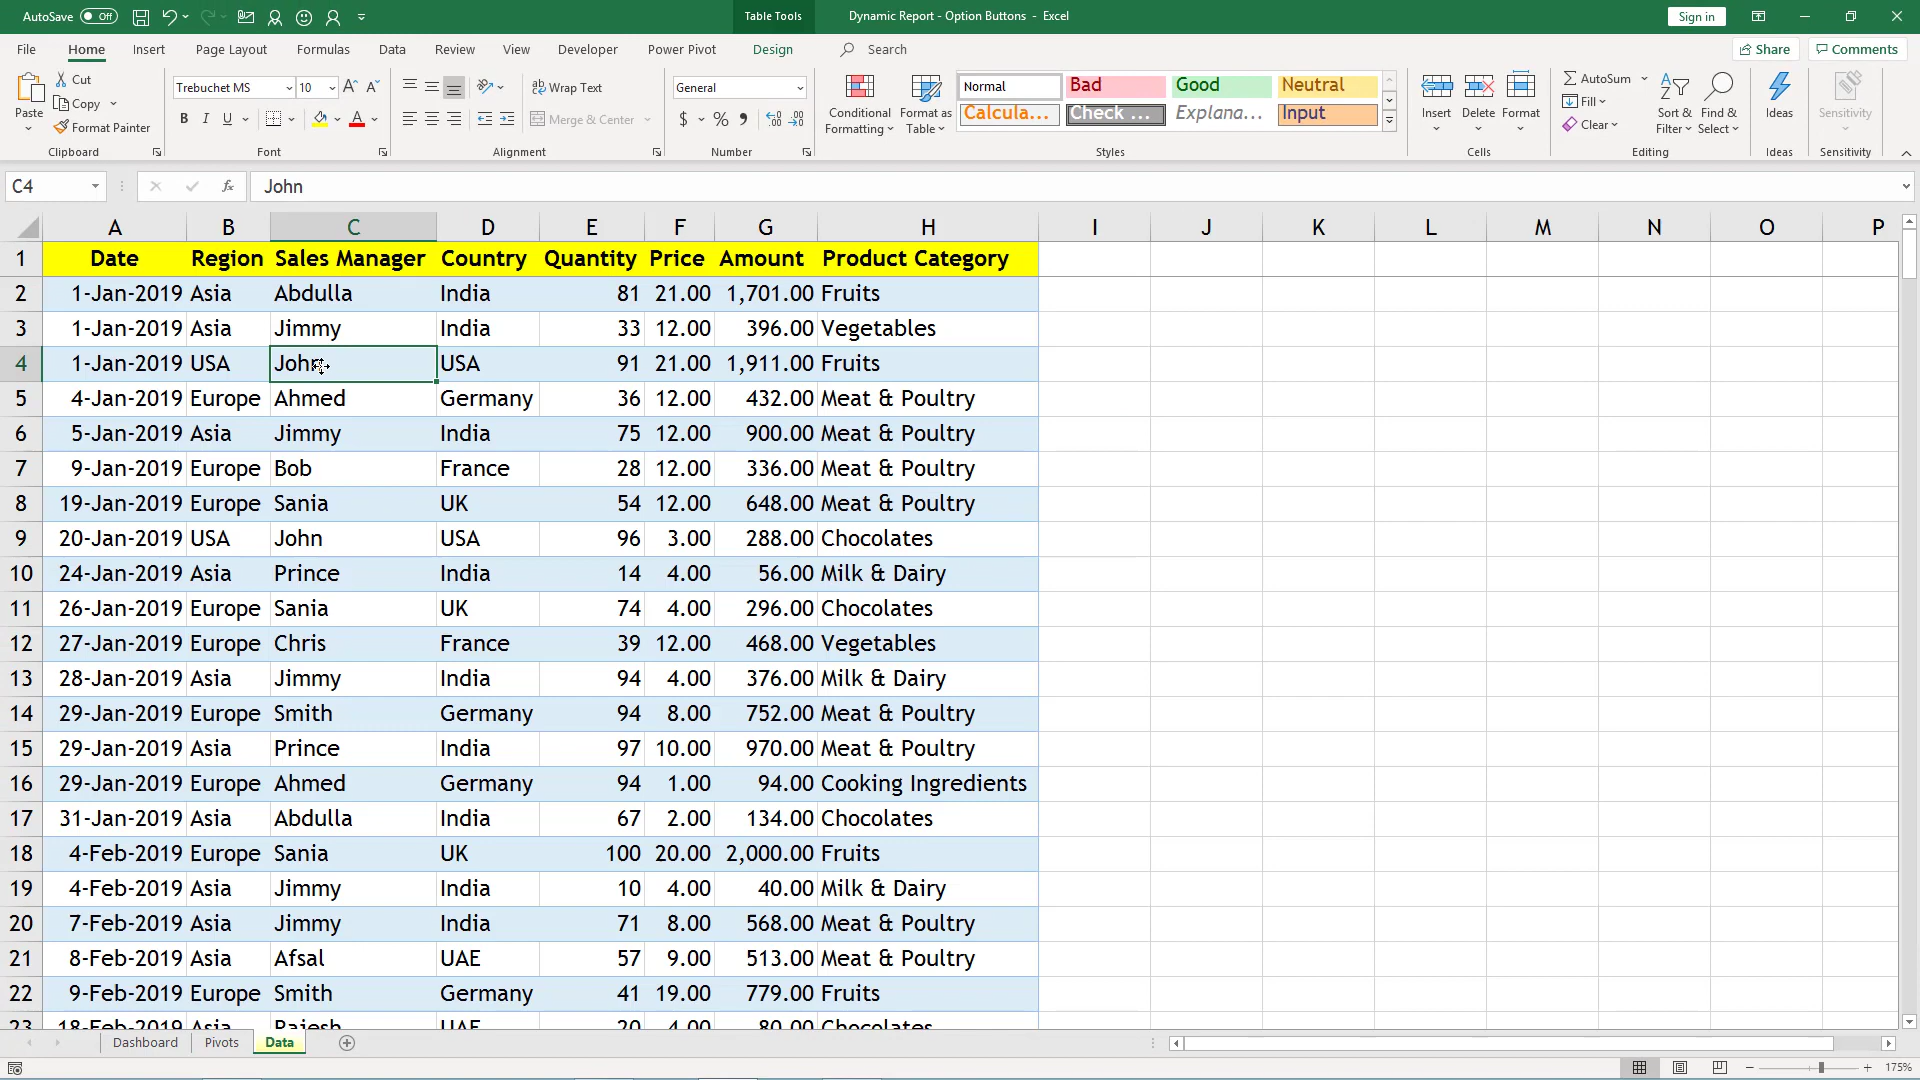 AutoSave Off Table Tools Dynamic Report - Option Buttons - Excel Sign in
File Home Insert Page Layout Formulas Data Review View Developer Power Pivot Design Search Share Comments
Paste Cut Copy Format Painter Clipboard
Trebuchet MS 10 A A B I U A Font
Wrap Text Merge & Center Alignment
General $ % Number
Conditional Formatting Format as Table
Normal Bad Good Neutral
Calcula... Check ... Explana... Input
Styles
Insert Delete Format Cells
AutoSum Fill Clear Sort & Filter Find & Select Editing
Ideas Ideas
Sensitivity Sensitivity
C4 fx John
A B C D E F G H I J K L M N O P
1 Date Region Sales Manager Country Quantity Price Amount Product Category
2 1-Jan-2019 Asia Abdulla India 81 21.00 1,701.00 Fruits
3 1-Jan-2019 Asia Jimmy India 33 12.00 396.00 Vegetables
4 1-Jan-2019 USA John USA 91 21.00 1,911.00 Fruits
5 4-Jan-2019 Europe Ahmed Germany 36 12.00 432.00 Meat & Poultry
6 5-Jan-2019 Asia Jimmy India 75 12.00 900.00 Meat & Poultry
7 9-Jan-2019 Europe Bob France 28 12.00 336.00 Meat & Poultry
8 19-Jan-2019 Europe Sania UK 54 12.00 648.00 Meat & Poultry
9 20-Jan-2019 USA John USA 96 3.00 288.00 Chocolates
10 24-Jan-2019 Asia Prince India 14 4.00 56.00 Milk & Dairy
11 26-Jan-2019 Europe Sania UK 74 4.00 296.00 Chocolates
12 27-Jan-2019 Europe Chris France 39 12.00 468.00 Vegetables
13 28-Jan-2019 Asia Jimmy India 94 4.00 376.00 Milk & Dairy
14 29-Jan-2019 Europe Smith Germany 94 8.00 752.00 Meat & Poultry
15 29-Jan-2019 Asia Prince India 97 10.00 970.00 Meat & Poultry
16 29-Jan-2019 Europe Ahmed Germany 94 1.00 94.00 Cooking Ingredients
17 31-Jan-2019 Asia Abdulla India 67 2.00 134.00 Chocolates
18 4-Feb-2019 Europe Sania UK 100 20.00 2,000.00 Fruits
19 4-Feb-2019 Asia Jimmy India 10 4.00 40.00 Milk & Dairy
20 7-Feb-2019 Asia Jimmy India 71 8.00 568.00 Meat & Poultry
21 8-Feb-2019 Asia Afsal UAE 57 9.00 513.00 Meat & Poultry
22 9-Feb-2019 Europe Smith Germany 41 19.00 779.00 Fruits
23 18-Feb-2019 Asia Rajesh UAE 20 4.00 80.00 Chocolates
Dashboard Pivots Data
175%